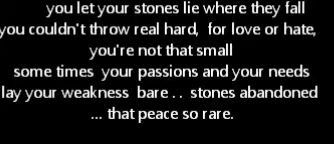 you let your stones lie where they fall
you couldn't throw real hard, for love or hate,
you're not that small
some times your passions and your needs
lay your weakness bare . . stones abandoned
... that peace so rare.